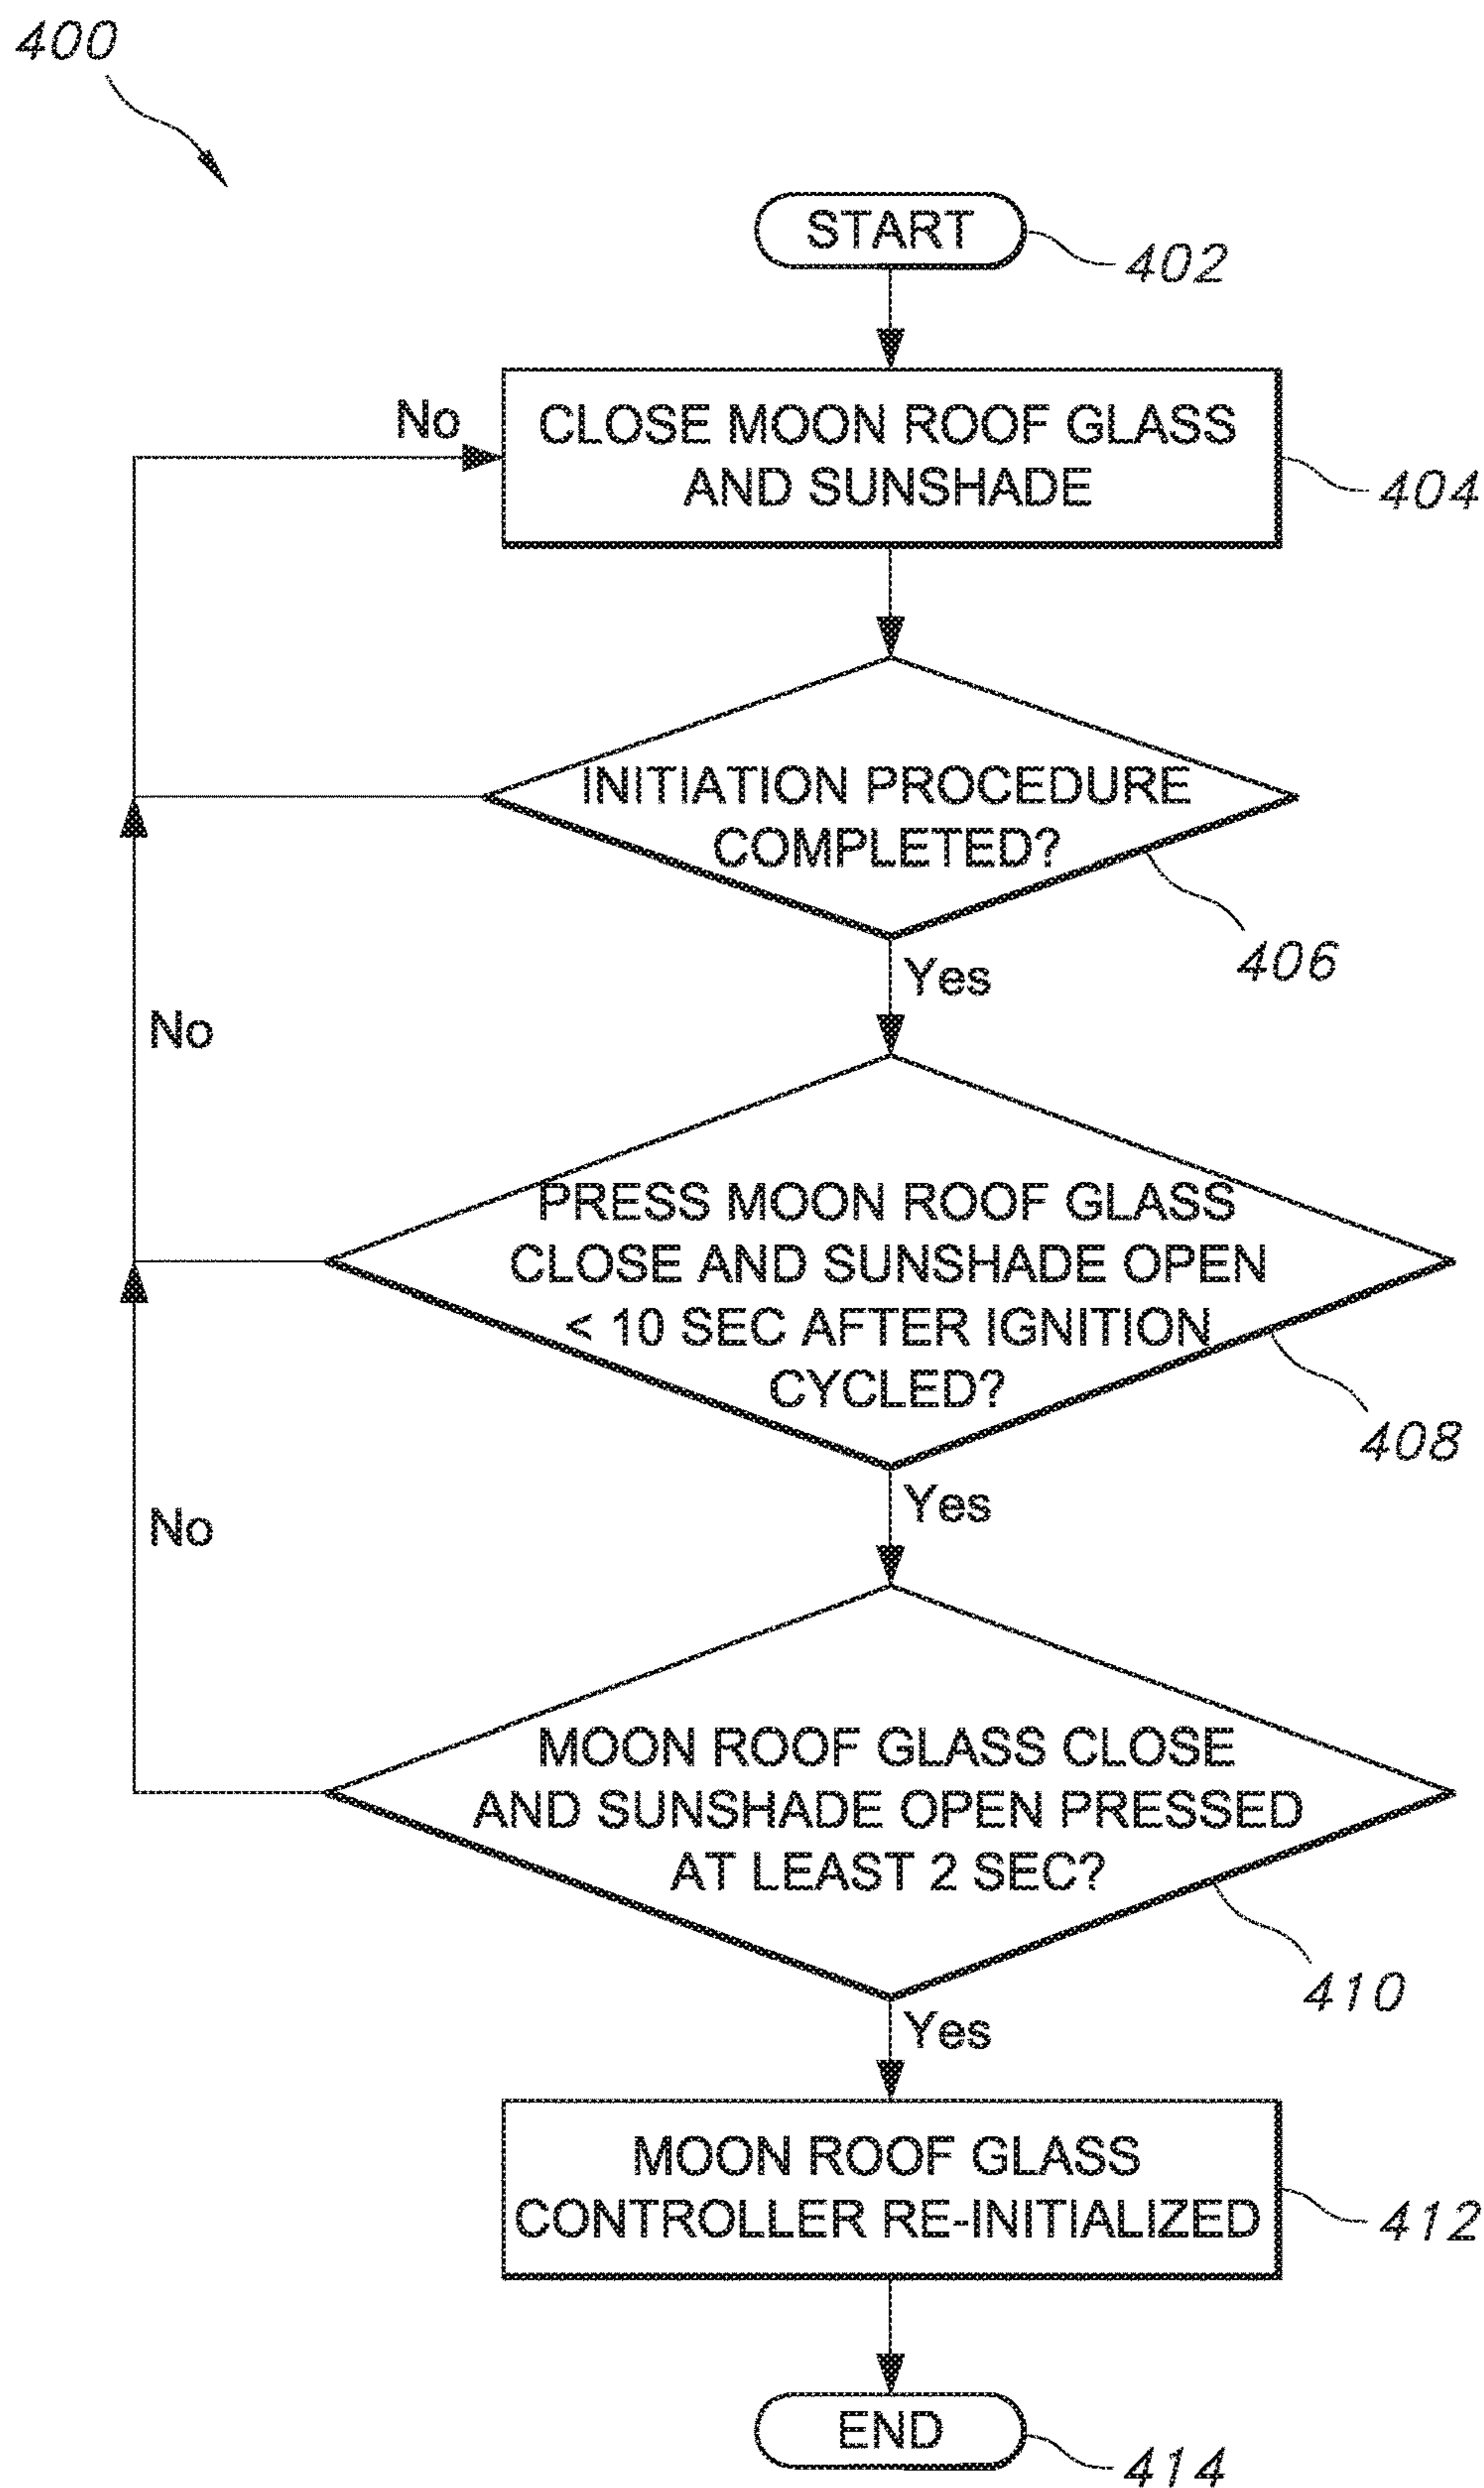 400
START
402
No
CLOSE MOON ROOF GLASS
AND SUNSHADE
404
INITIATION PROCEDURE
COMPLETED?
406
Yes
No
PRESS MOON ROOF GLASS
CLOSE AND SUNSHADE OPEN
< 10 SEC AFTER IGNITION
CYCLED?
408
Yes
No
MOON ROOF GLASS CLOSE
AND SUNSHADE OPEN PRESSED
AT LEAST 2 SEC?
410
Yes
MOON ROOF GLASS
CONTROLLER RE-INITIALIZED
412
END
414